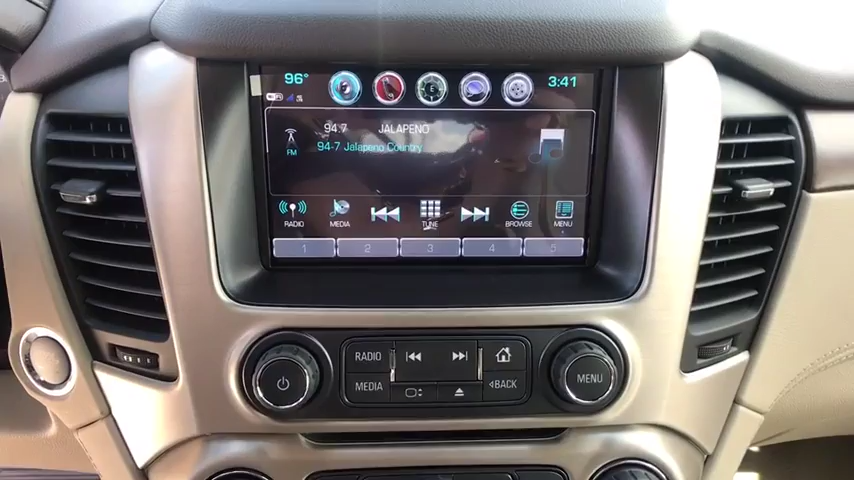 96° 3:41
94.7 JALAPENO
94-7 Jalapeno Country
FM
RADIO MEDIA TUNE BROWSE MENU
1 2 3 4 5
RADIO
MEDIA BACK
MENU